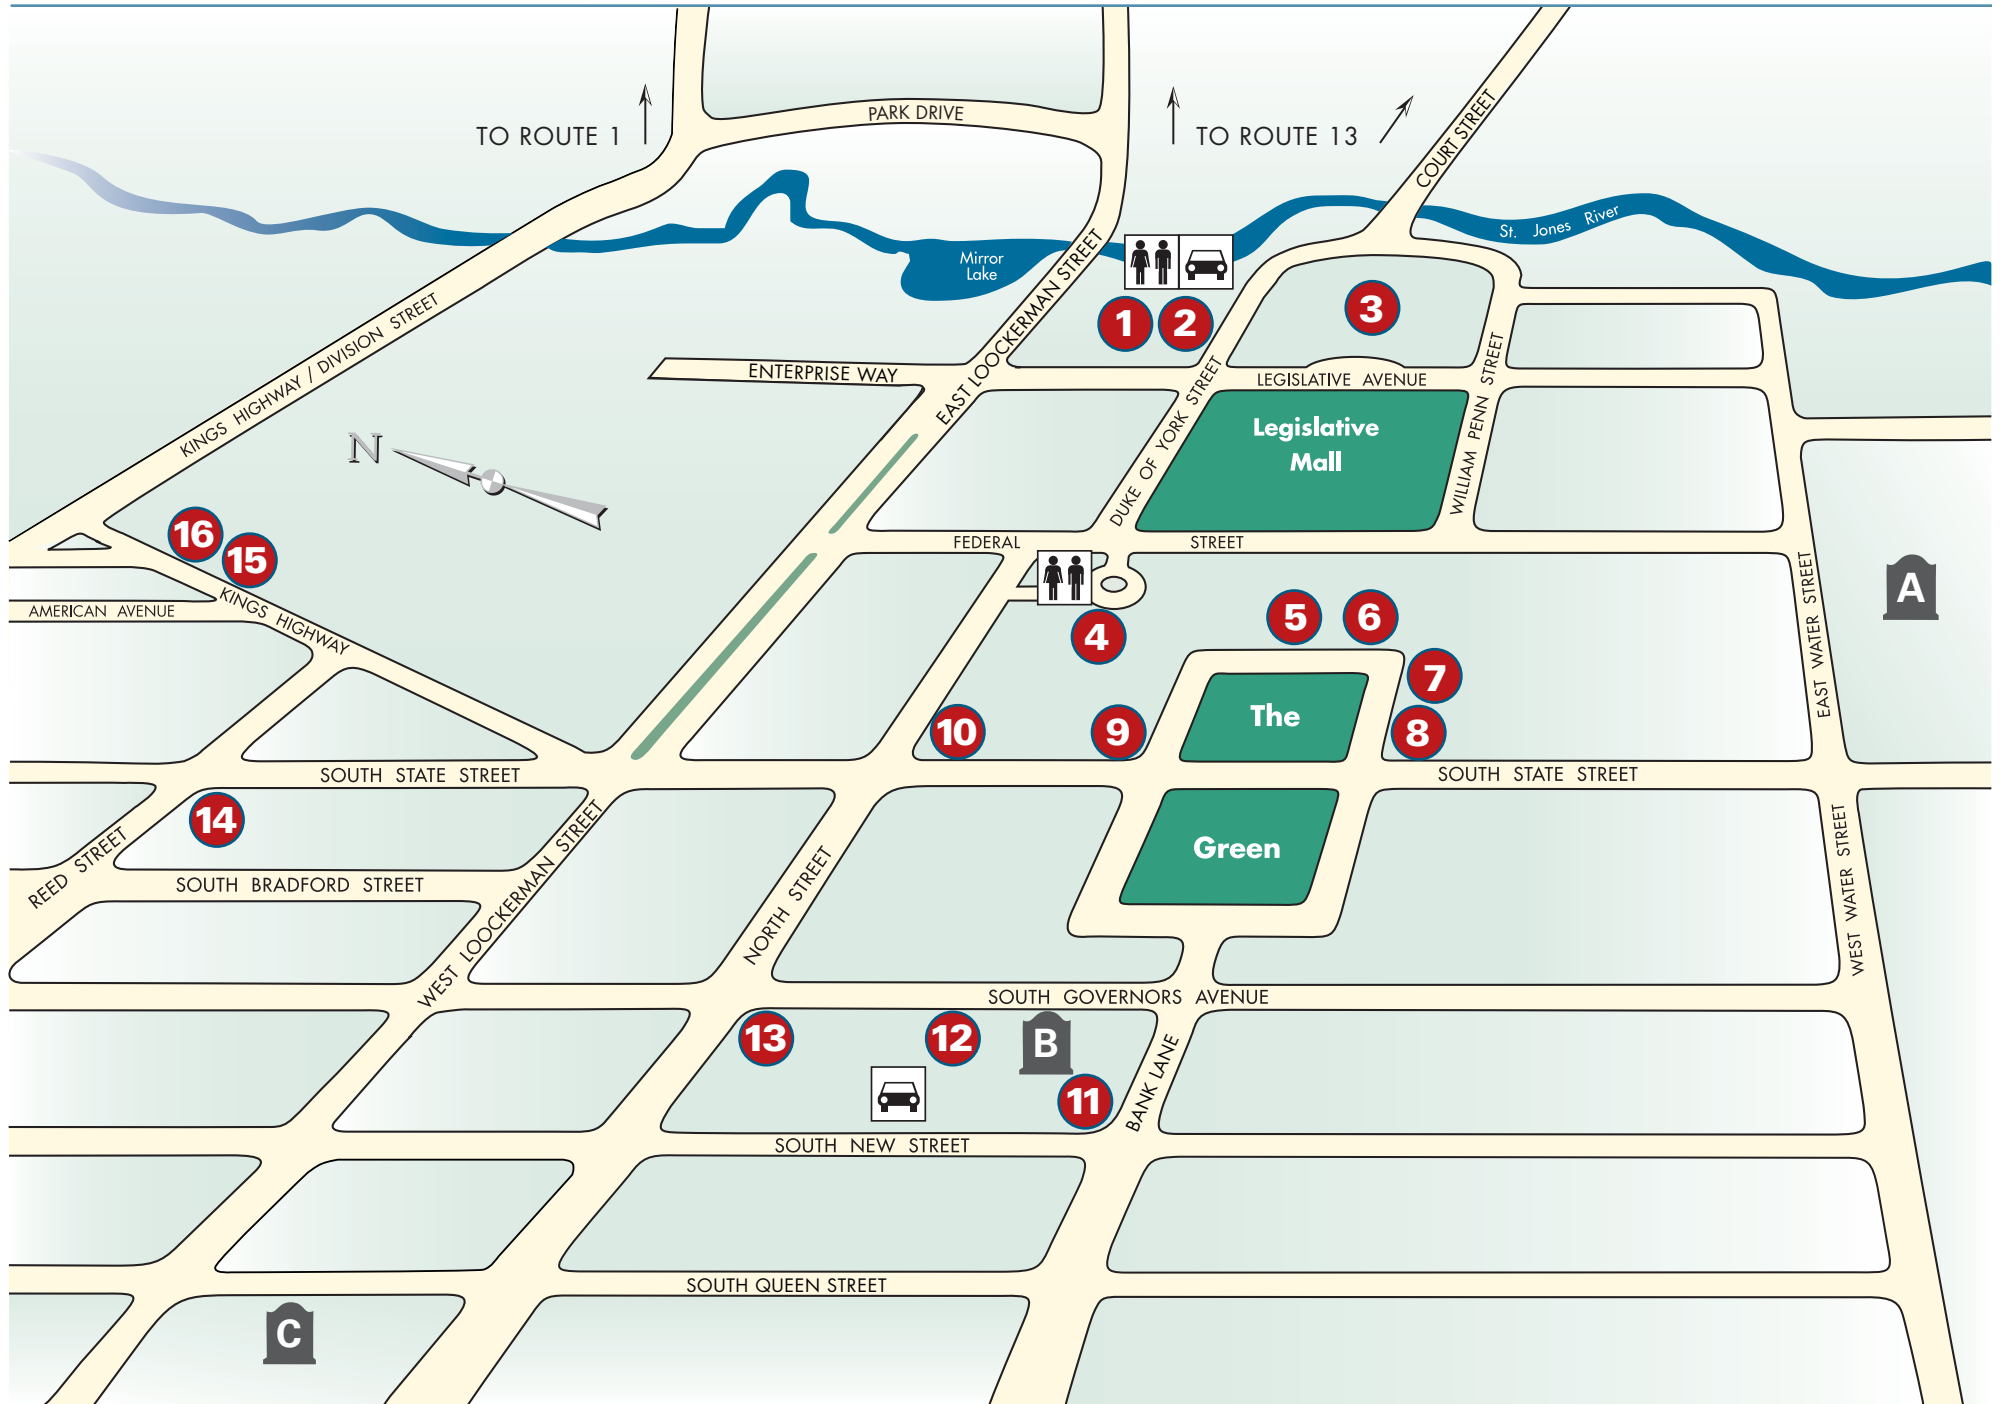 PARK DRIVE
TO ROUTE 1
TO ROUTE 13
COURT STREET
St. Jones River
Mirror
Lake
KINGS HIGHWAY / DIVISION STREET
EAST LOOCKERMAN STREET
1
2
3
ENTERPRISE WAY
LEGISLATIVE AVENUE
Legislative
Mall
DUKE OF YORK STREET
WILLIAM PENN STREET
N
16
15
FEDERAL STREET
AMERICAN AVENUE
KINGS HIGHWAY
4
5
6
7
8
9
10
A
EAST WATER STREET
The
Green
SOUTH STATE STREET
SOUTH STATE STREET
14
REED STREET
SOUTH BRADFORD STREET
WEST LOOCKERMAN STREET
NORTH STREET
WEST WATER STREET
SOUTH GOVERNORS AVENUE
13
12
B
11
BANK LANE
SOUTH NEW STREET
SOUTH QUEEN STREET
C